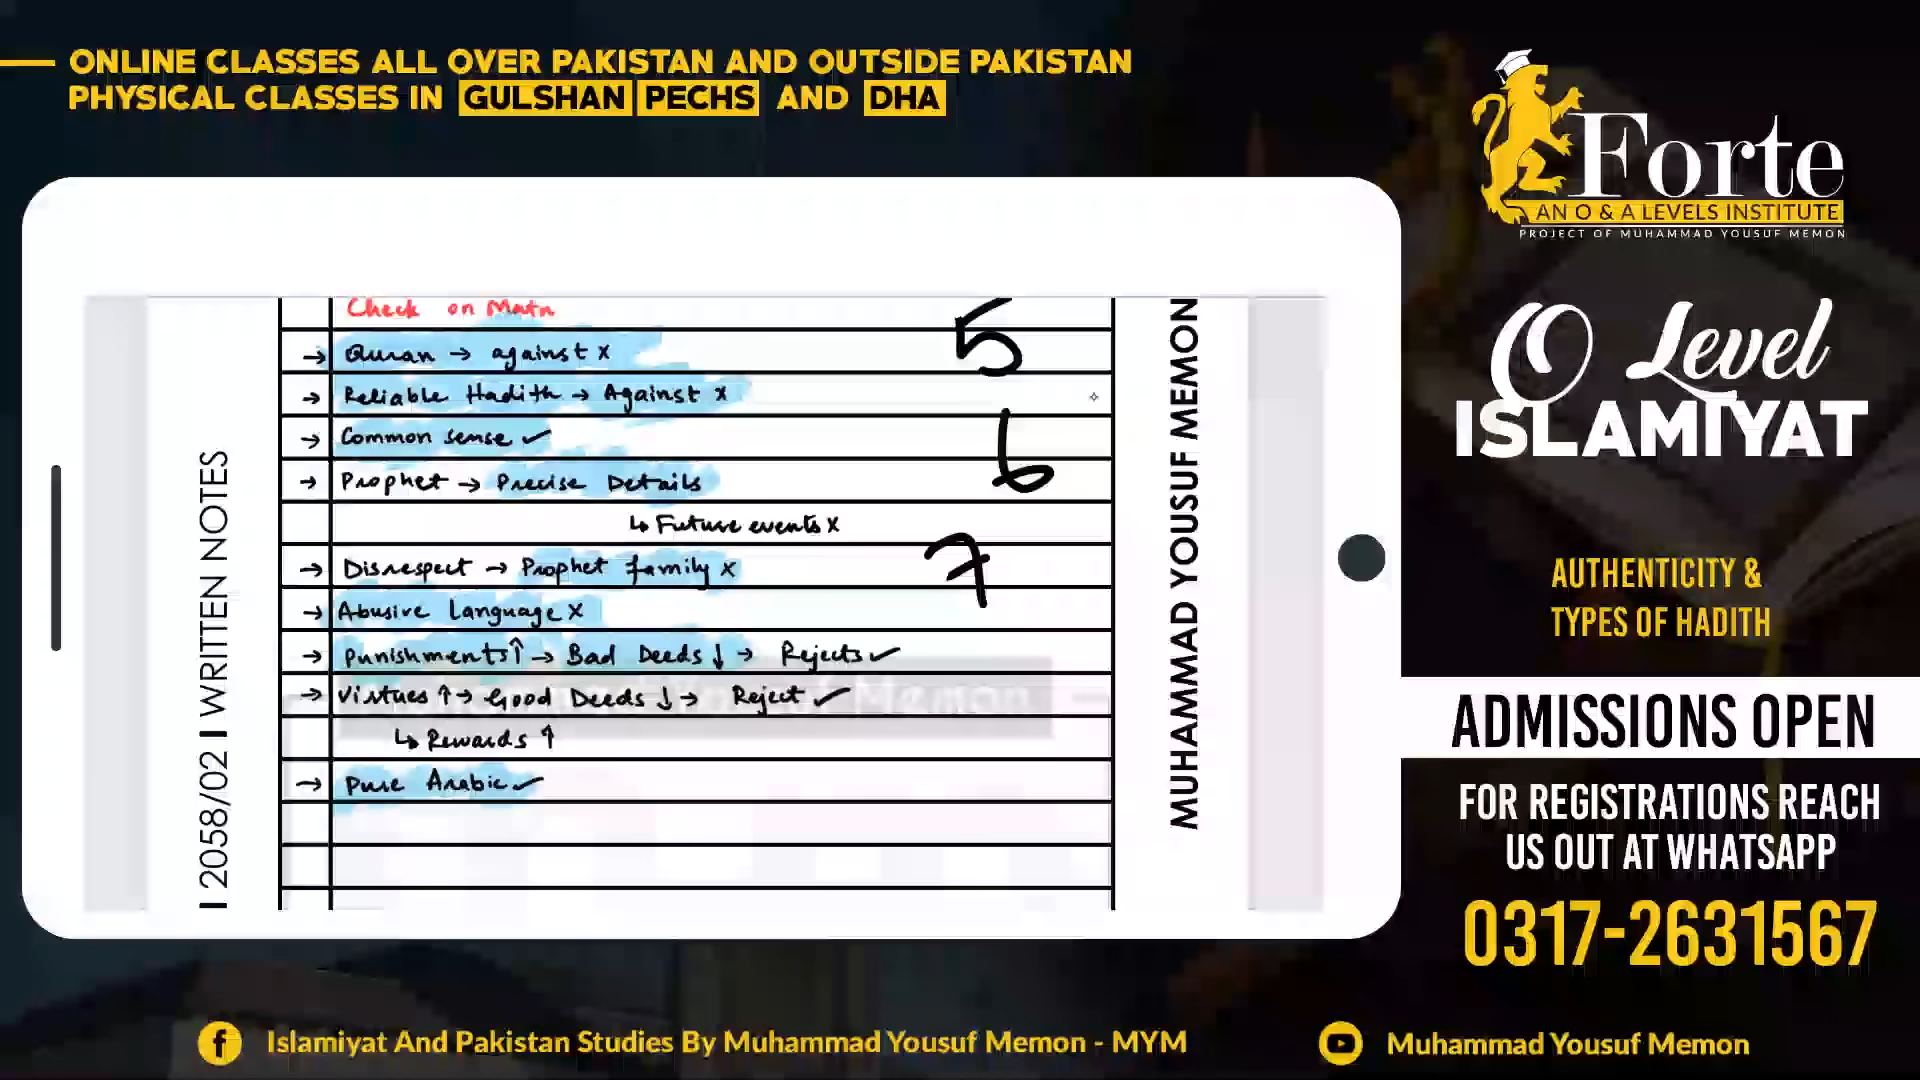 ONLINE CLASSES ALL OVER PAKISTAN AND OUTSIDE PAKISTAN
PHYSICAL CLASSES IN GULSHAN PECHS AND DHA
Forte
AN O & A LEVELS INSTITUTE
PROJECT OF MUHAMMAD YOUSUF MEMON
Check on Matn
→ Quran → against x
→ Reliable Hadith → Against x
→ Common sense ✓
→ Prophet → Precise Details
↳ Future events x
→ Disrespect → Prophet family x
→ Abusive Language x
→ Punishments ↑ → Bad Deeds ↓ → Rejects ✓
→ Virtues ↑ → Good Deeds ↓ → Reject ✓
↳ Rewards ↑
→ Pure Arabic ✓
5
6
7
I 2058/02 I WRITTEN NOTES
MUHAMMAD YOUSUF MEMON
O Level
ISLAMIYAT
AUTHENTICITY &
TYPES OF HADITH
ADMISSIONS OPEN
FOR REGISTRATIONS REACH
US OUT AT WHATSAPP
0317-2631567
Islamiyat And Pakistan Studies By Muhammad Yousuf Memon - MYM
Muhammad Yousuf Memon